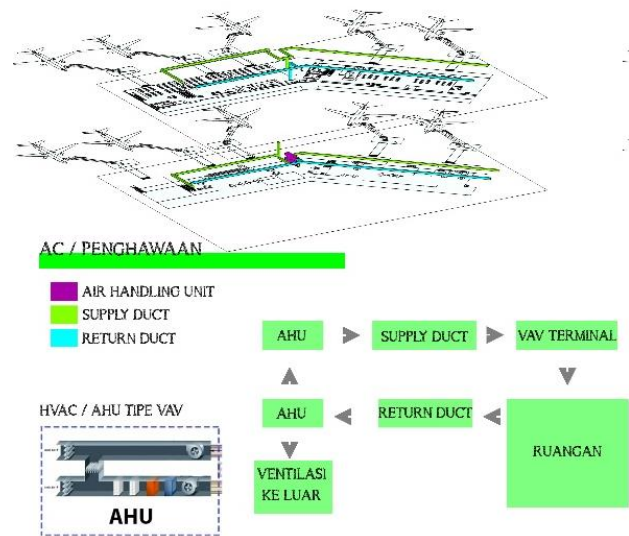 AC / PENGHAWAAN
AIR HANDLING UNIT
SUPPLY DUCT
RETURN DUCT
AHU
SUPPLY DUCT
VAV TERMINAL
HVAC / AHU TIPE VAV
AHU
RETURN DUCT
RUANGAN
VENTILASI
KE LUAR
AHU